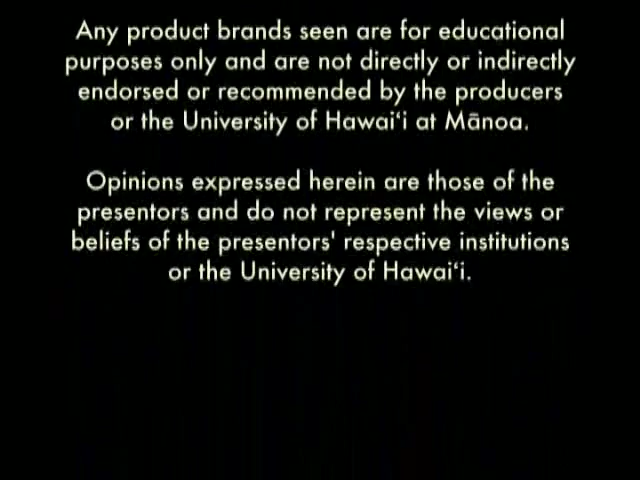 Any product brands seen are for educational
purposes only and are not directly or indirectly
endorsed or recommended by the producers
or the University of Hawaiʻi at Mānoa.
Opinions expressed herein are those of the
presentors and do not represent the views or
beliefs of the presentors' respective institutions
or the University of Hawaiʻi.